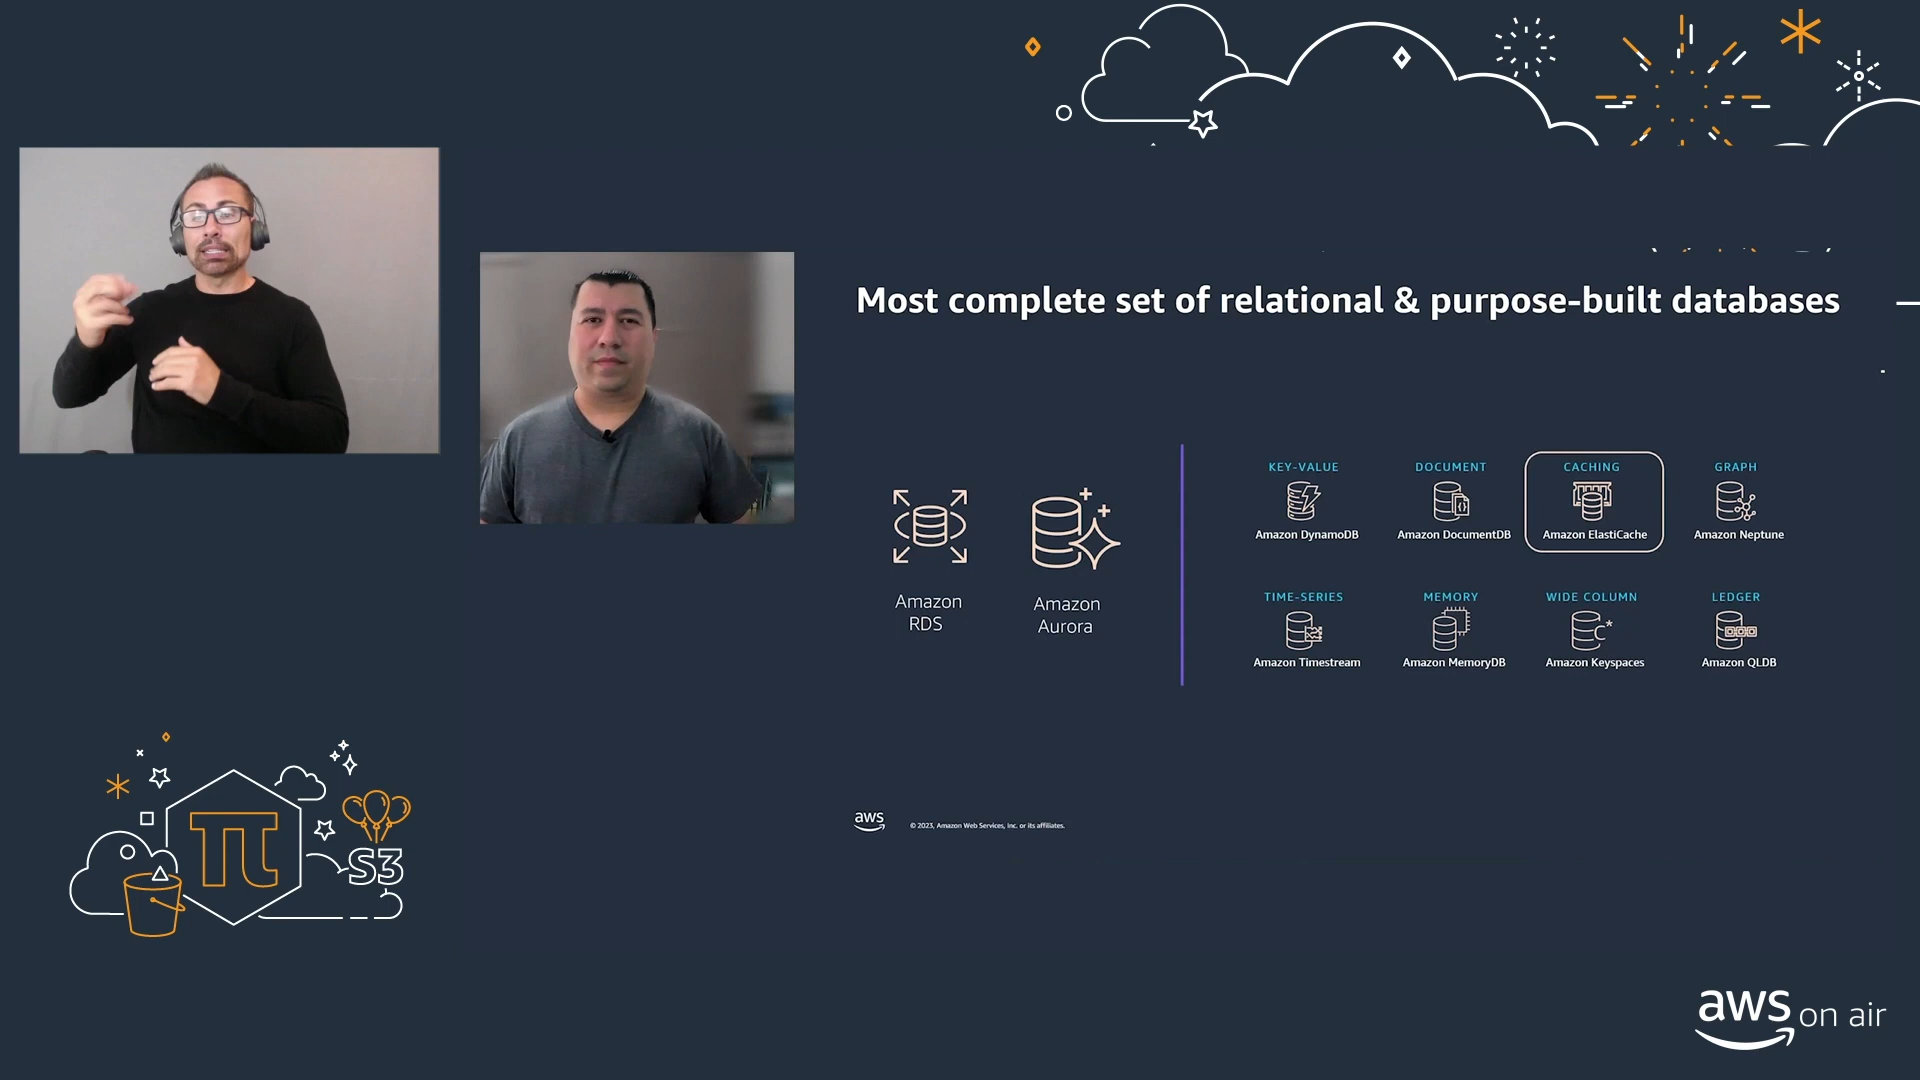 Most complete set of relational & purpose-built databases
KEY-VALUE
Amazon DynamoDB
DOCUMENT
Amazon DocumentDB
CACHING
Amazon ElastiCache
GRAPH
Amazon Neptune
Amazon
RDS
Amazon
Aurora
TIME-SERIES
Amazon Timestream
MEMORY
Amazon MemoryDB
WIDE COLUMN
C*
Amazon Keyspaces
LEDGER
Amazon QLDB
π
S3
aws
© 2023, Amazon Web Services, Inc. or its affiliates.
aws on air